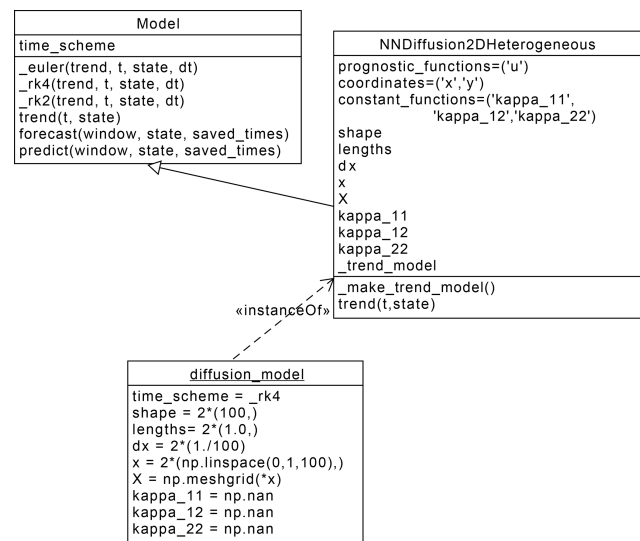 Model
time_scheme
_euler(trend, t, state, dt)
_rk4(trend, t, state, dt)
_rk2(trend, t, state, dt)
trend(t, state)
forecast(window, state, saved_times)
predict(window, state, saved_times)
NNDiffusion2DHeterogeneous
prognostic_functions=('u')
coordinates=('x','y')
constant_functions=('kappa_11',
'kappa_12','kappa_22')
shape
lengths
dx
x
X
kappa_11
kappa_12
kappa_22
_trend_model
_make_trend_model()
trend(t,state)
«instanceOf»
diffusion_model
time_scheme = _rk4
shape = 2*(100,)
lengths= 2*(1.0,)
dx = 2*(1./100)
x = 2*(np.linspace(0,1,100),)
X = np.meshgrid(*x)
kappa_11 = np.nan
kappa_12 = np.nan
kappa_22 = np.nan